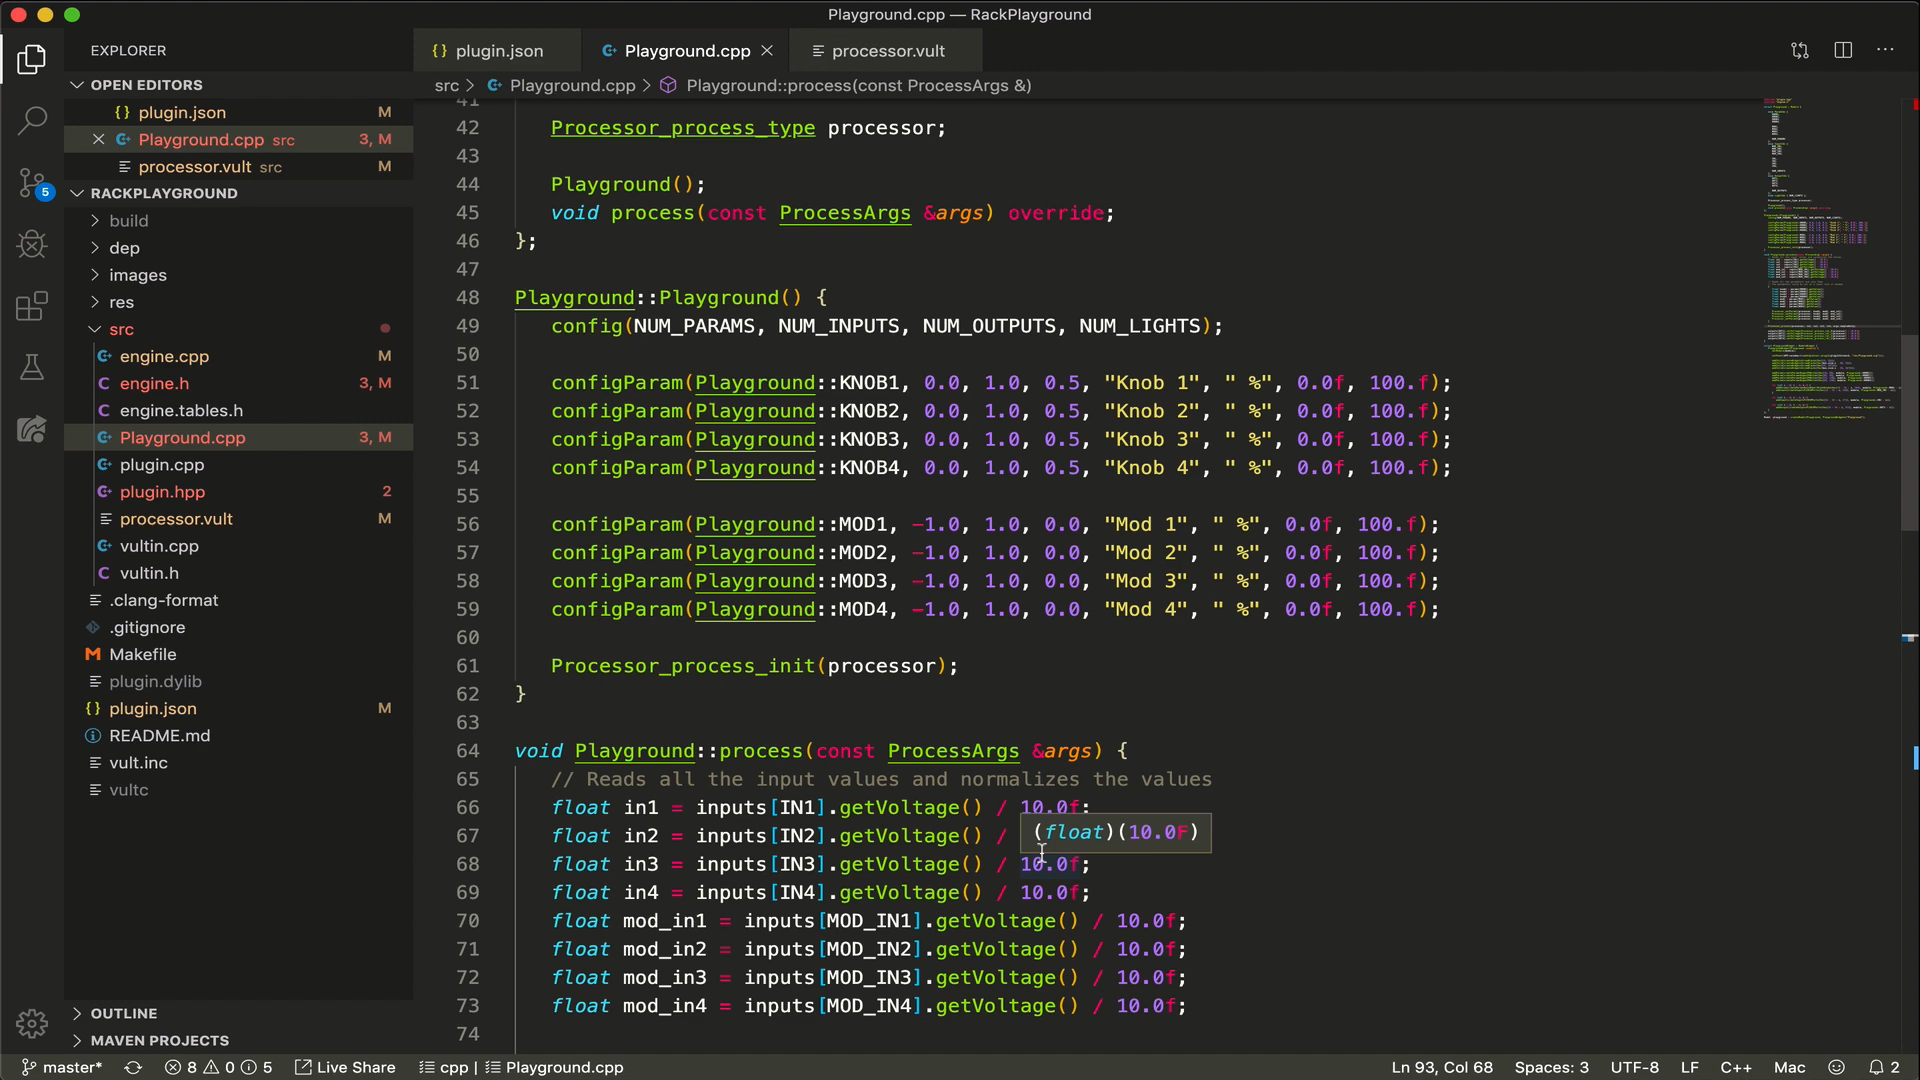 Playground.cpp — RackPlayground
EXPLORER
OPEN EDITORS
plugin.json M
Playground.cpp src 3, M
processor.vult src M
RACKPLAYGROUND
build
dep
images
res
src
engine.cpp M
engine.h 3, M
engine.tables.h
Playground.cpp 3, M
plugin.cpp
plugin.hpp 2
processor.vult M
vultin.cpp
vultin.h
.clang-format
.gitignore
Makefile
plugin.dylib
plugin.json M
README.md
vult.inc
vultc
OUTLINE
MAVEN PROJECTS
5
plugin.json
Playground.cpp
processor.vult
src > Playground.cpp > Playground::process(const ProcessArgs &)
41
42 Processor_process_type processor;
43
44 Playground();
45 void process(const ProcessArgs &args) override;
46 };
47
48 Playground::Playground() {
49 config(NUM_PARAMS, NUM_INPUTS, NUM_OUTPUTS, NUM_LIGHTS);
50
51 configParam(Playground::KNOB1, 0.0, 1.0, 0.5, "Knob 1", " %", 0.0f, 100.f);
52 configParam(Playground::KNOB2, 0.0, 1.0, 0.5, "Knob 2", " %", 0.0f, 100.f);
53 configParam(Playground::KNOB3, 0.0, 1.0, 0.5, "Knob 3", " %", 0.0f, 100.f);
54 configParam(Playground::KNOB4, 0.0, 1.0, 0.5, "Knob 4", " %", 0.0f, 100.f);
55
56 configParam(Playground::MOD1, -1.0, 1.0, 0.0, "Mod 1", " %", 0.0f, 100.f);
57 configParam(Playground::MOD2, -1.0, 1.0, 0.0, "Mod 2", " %", 0.0f, 100.f);
58 configParam(Playground::MOD3, -1.0, 1.0, 0.0, "Mod 3", " %", 0.0f, 100.f);
59 configParam(Playground::MOD4, -1.0, 1.0, 0.0, "Mod 4", " %", 0.0f, 100.f);
60
61 Processor_process_init(processor);
62 }
63
64 void Playground::process(const ProcessArgs &args) {
65 // Reads all the input values and normalizes the values
66 float in1 = inputs[IN1].getVoltage() / 10.0f;
67 float in2 = inputs[IN2].getVoltage() /
(float)(10.0F)
68 float in3 = inputs[IN3].getVoltage() / 10.0f;
69 float in4 = inputs[IN4].getVoltage() / 10.0f;
70 float mod_in1 = inputs[MOD_IN1].getVoltage() / 10.0f;
71 float mod_in2 = inputs[MOD_IN2].getVoltage() / 10.0f;
72 float mod_in3 = inputs[MOD_IN3].getVoltage() / 10.0f;
73 float mod_in4 = inputs[MOD_IN4].getVoltage() / 10.0f;
74
master* 8 0 5 Live Share cpp | Playground.cpp Ln 93, Col 68 Spaces: 3 UTF-8 LF C++ Mac 2